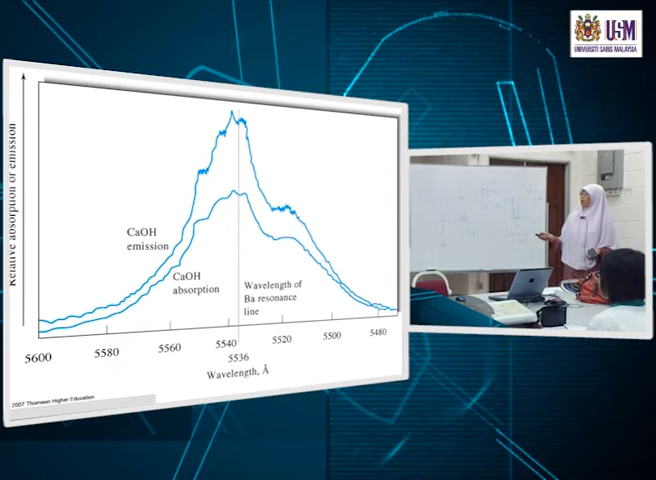 USM
UNIVERSITI SAINS MALAYSIA
Relative absorption or emission
CaOH
emission
CaOH
absorption
Wavelength of
Ba resonance
line
5600
5580
5560
5540
5536
5520
5500
5480
Wavelength, Å
2007 Thomson Higher Education